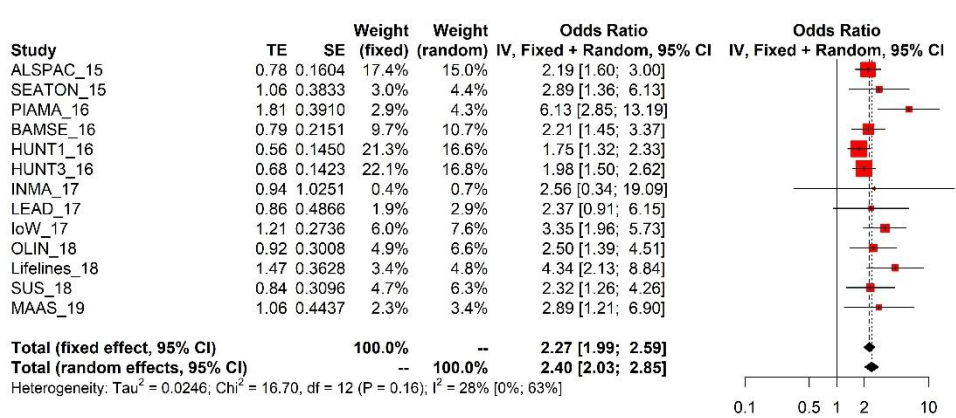 Weight Weight Odds Ratio Odds Ratio
Study TE SE (fixed) (random) IV, Fixed + Random, 95% CI IV, Fixed + Random, 95% CI
ALSPAC_15 0.78 0.1604 17.4% 15.0% 2.19 [1.60; 3.00]
SEATON_15 1.06 0.3833 3.0% 4.4% 2.89 [1.36; 6.13]
PIAMA_16 1.81 0.3910 2.9% 4.3% 6.13 [2.85; 13.19]
BAMSE_16 0.79 0.2151 9.7% 10.7% 2.21 [1.45; 3.37]
HUNT1_16 0.56 0.1450 21.3% 16.6% 1.75 [1.32; 2.33]
HUNT3_16 0.68 0.1423 22.1% 16.8% 1.98 [1.50; 2.62]
INMA_17 0.94 1.0251 0.4% 0.7% 2.56 [0.34; 19.09]
LEAD_17 0.86 0.4866 1.9% 2.9% 2.37 [0.91; 6.15]
IoW_17 1.21 0.2736 6.0% 7.6% 3.35 [1.96; 5.73]
OLIN_18 0.92 0.3008 4.9% 6.6% 2.50 [1.39; 4.51]
Lifelines_18 1.47 0.3628 3.4% 4.8% 4.34 [2.13; 8.84]
SUS_18 0.84 0.3096 4.7% 6.3% 2.32 [1.26; 4.26]
MAAS_19 1.06 0.4437 2.3% 3.4% 2.89 [1.21; 6.90]
Total (fixed effect, 95% CI) 100.0% -- 2.27 [1.99; 2.59]
Total (random effects, 95% CI) -- 100.0% 2.40 [2.03; 2.85]
Heterogeneity: Tau² = 0.0246; Chi² = 16.70, df = 12 (P = 0.16); I² = 28% [0%; 63%]
0.1 0.5 1 2 10